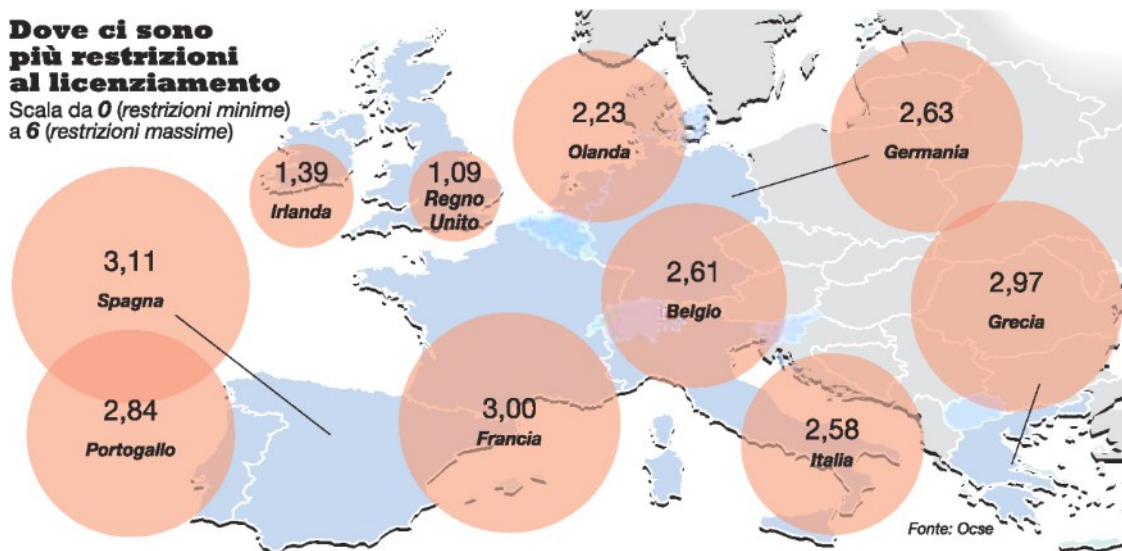 Dove ci sono
più restrizioni
al licenziamento
Scala da 0 (restrizioni minime)
a 6 (restrizioni massime)
2,23
Olanda
2,63
Germania
1,39
Irlanda
1,09
Regno
Unito
3,11
Spagna
2,61
Belgio
2,97
Grecia
2,84
Portogallo
3,00
Francia
2,58
Italia
Fonte: Ocse